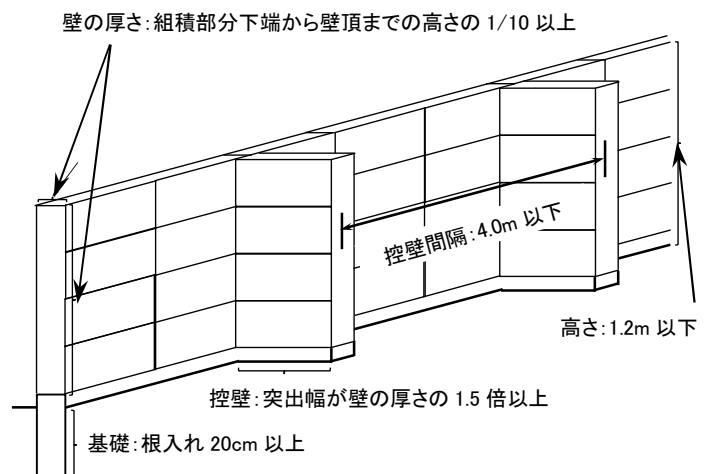 壁の厚さ:組積部分下端から壁頂までの高さの 1/10 以上
控壁間隔:4.0m 以下
高さ:1.2m 以下
控壁:突出幅が壁の厚さの 1.5 倍以上
基礎:根入れ 20cm 以上